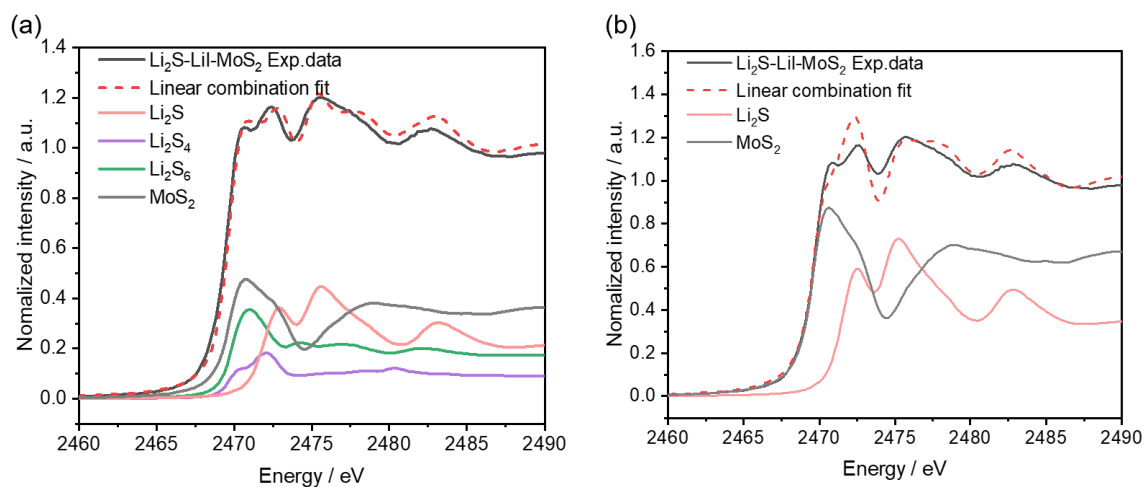 (a)
Nomalized intensity / a.u.
1.4
1.2
1.0
0.8
0.6
0.4
0.2
0.0
Li₂S-LiI-MoS₂ Exp.data
Linear combination fit
Li₂S
Li₂S₄
Li₂S₆
MoS₂
2460 2465 2470 2475 2480 2485 2490
Energy / eV
(b)
Nomalized intensity / a.u.
1.6
1.4
1.2
1.0
0.8
0.6
0.4
0.2
0.0
Li₂S-LiI-MoS₂ Exp.data
Linear combination fit
Li₂S
MoS₂
2460 2465 2470 2475 2480 2485 2490
Energy / eV